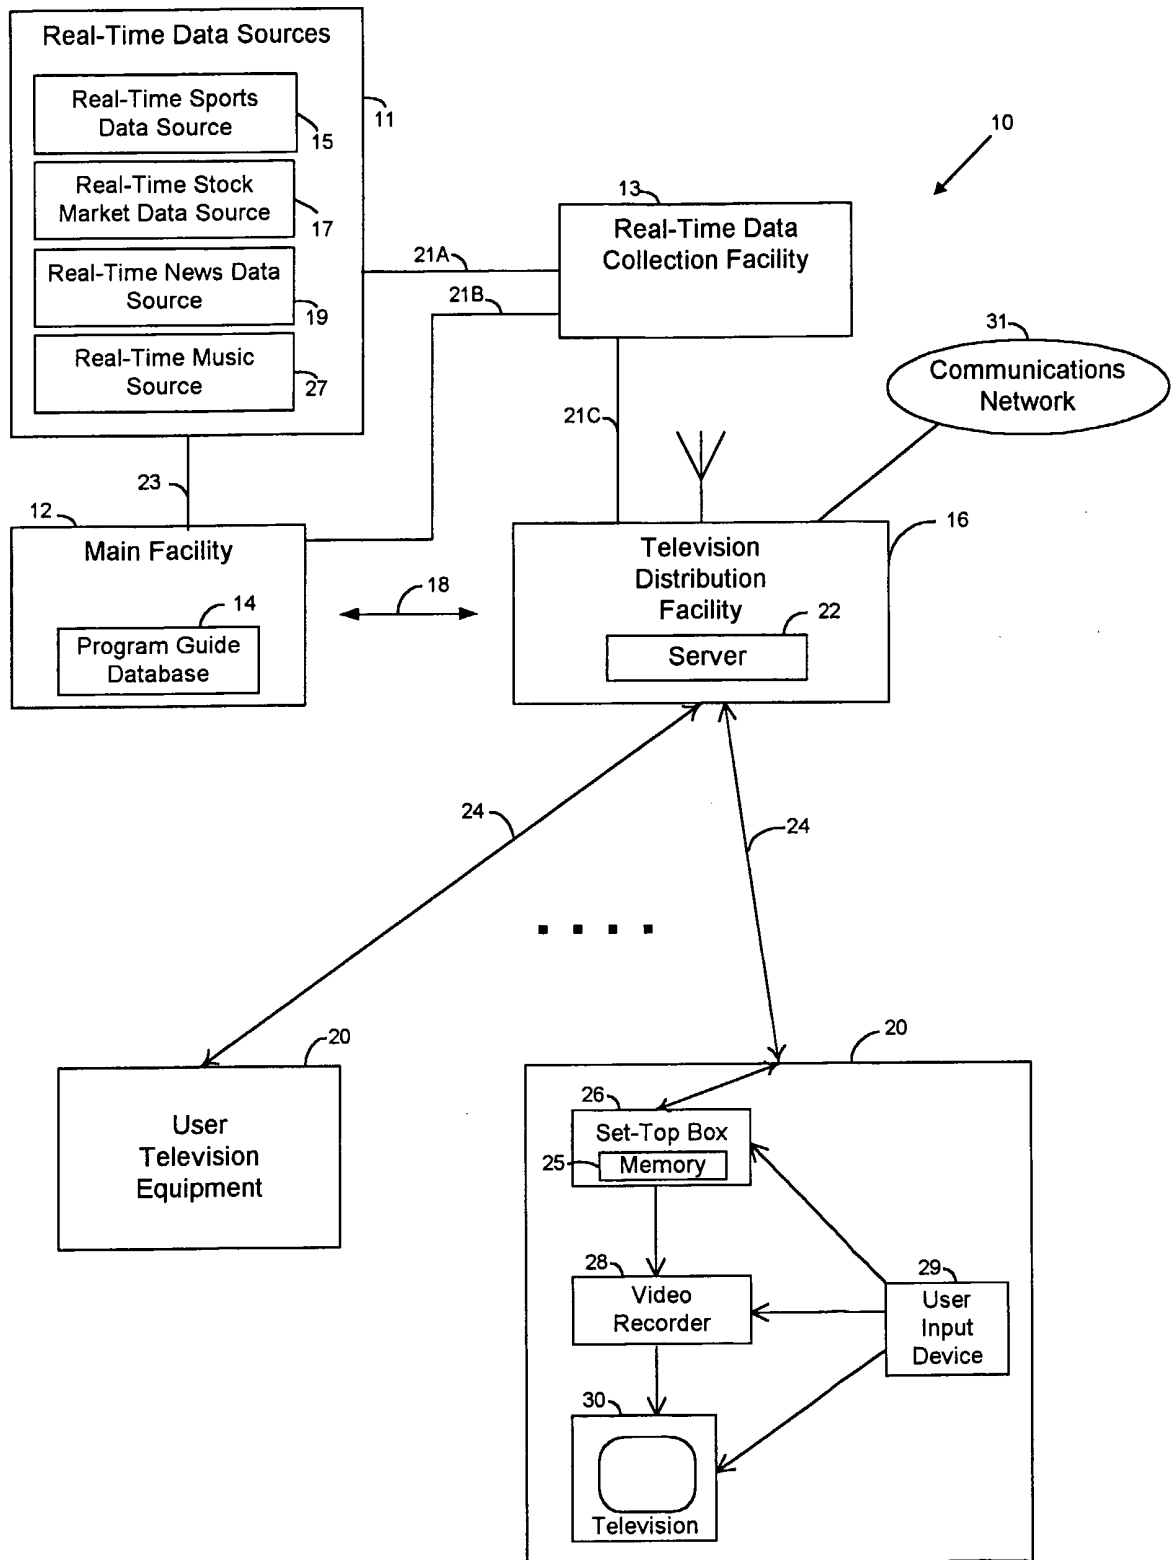 Real-Time Data Sources
Real-Time Sports
Data Source
15
11
Real-Time Stock
Market Data Source
17
Real-Time News Data
Source
19
Real-Time Music
Source
27
10
13
Real-Time Data
Collection Facility
21A
21B
21C
31
Communications
Network
23
12
Main Facility
14
Program Guide
Database
18
16
Television
Distribution
Facility
22
Server
24
24
20
User
Television
Equipment
20
26
Set-Top Box
25
Memory
28
Video
Recorder
29
User
Input
Device
30
Television